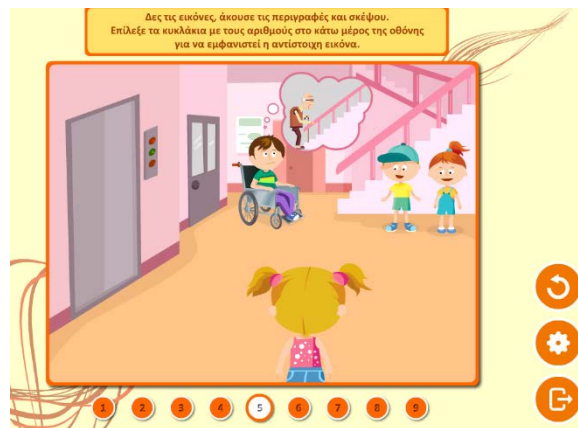 Δες τις εικόνες, άκουσε τις περιγραφές και σκέψου.
Επίλεξε τα κυκλάκια με τους αριθμούς στο κάτω μέρος της οθόνης
για να εμφανιστεί η αντίστοιχη εικόνα.
1 2 3 4 5 6 7 8 9